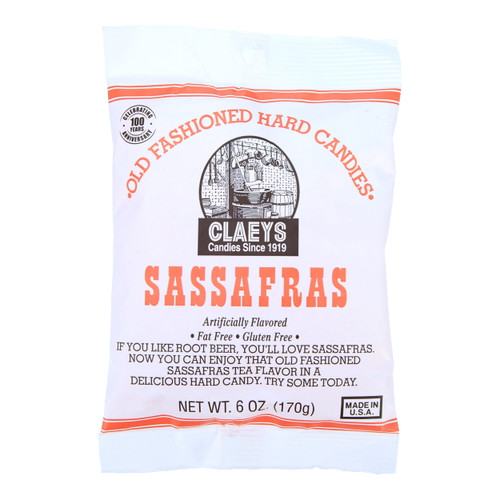 CELEBRATING
100
YEARS
ANNIVERSARY
•OLD FASHIONED HARD CANDIES•
CLAEYS
Candies Since 1919
SASSAFRAS
Artificially Flavored
• Fat Free • Gluten Free •
IF YOU LIKE ROOT BEER, YOU'LL LOVE SASSAFRAS.
NOW YOU CAN ENJOY THAT OLD FASHIONED
SASSAFRAS TEA FLAVOR IN A
DELICIOUS HARD CANDY. TRY SOME TODAY.
NET WT. 6 OZ. (170g)
MADE IN
U.S.A.